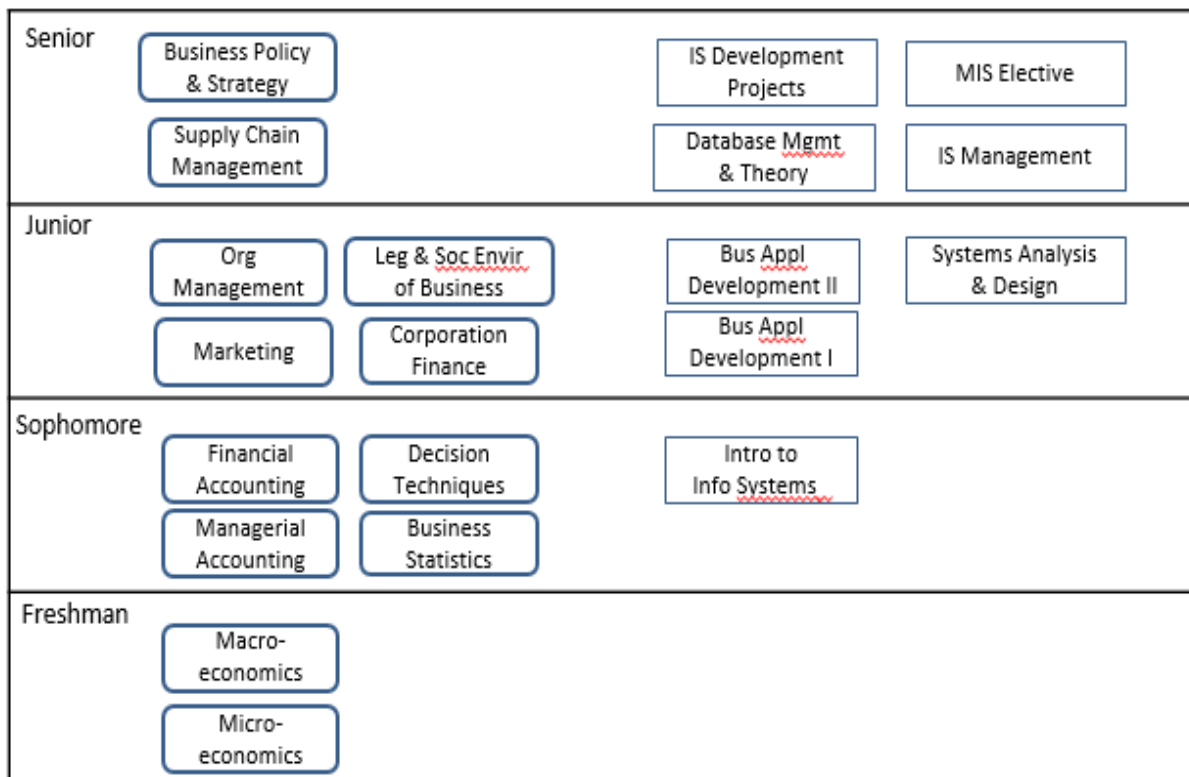 Senior
Business Policy
& Strategy
IS Development
Projects
MIS Elective
Supply Chain
Management
Database Mgmt
& Theory
IS Management
Junior
Org
Management
Leg & Soc Envir
of Business
Bus Appl
Development II
Systems Analysis
& Design
Marketing
Corporation
Finance
Bus Appl
Development I
Sophomore
Financial
Accounting
Decision
Techniques
Intro to
Info Systems
Managerial
Accounting
Business
Statistics
Freshman
Macro-
economics
Micro-
economics